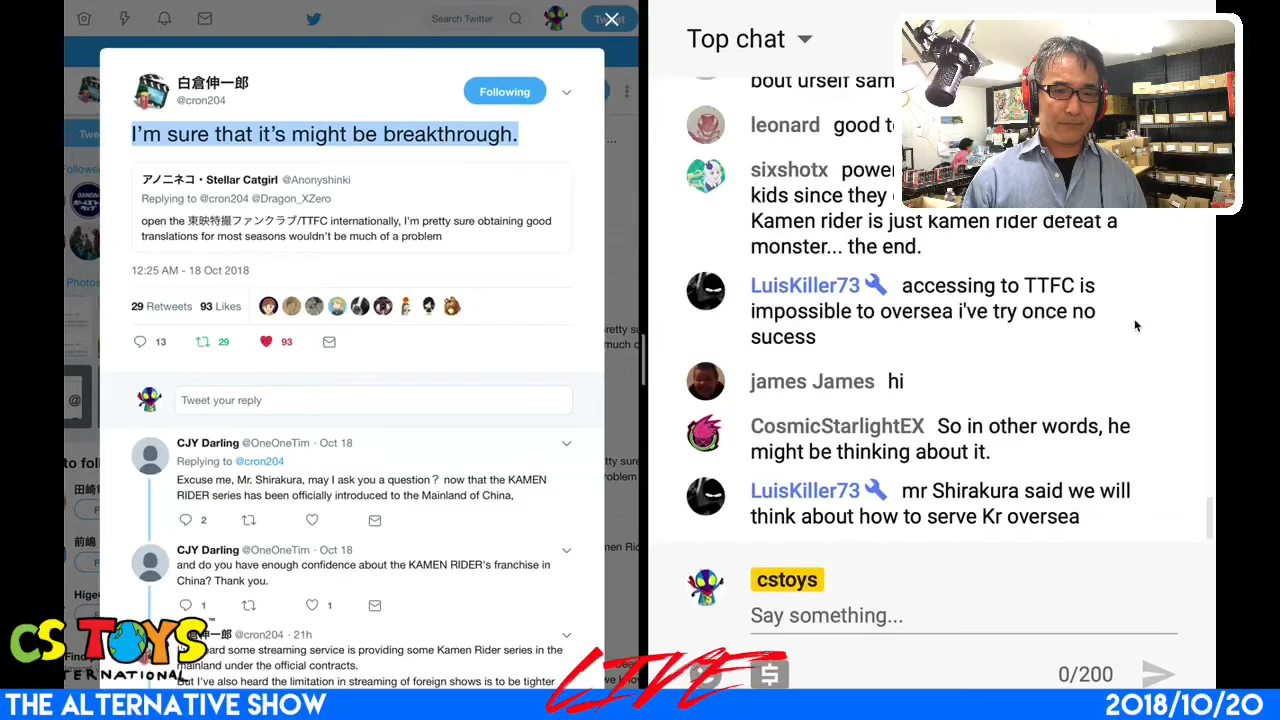 Search Twitter
Tweet
白倉伸一郎
@cron204
Following
I'm sure that it's might be breakthrough.
アノニネコ・Stellar Catgirl @Anonyshinki
Replying to @cron204 @Dragon_XZero
open the 東映特撮ファンクラブ/TTFC internationally, I'm pretty sure obtaining good
translations for most seasons wouldn't be much of a problem
12:25 AM - 18 Oct 2018
29 Retweets 93 Likes
13 29 93
Tweet your reply
CJY Darling @OneOneTim · Oct 18
Replying to @cron204
Excuse me, Mr. Shirakura, may I ask you a question？ now that the KAMEN
RIDER series has been officially introduced to the Mainland of China,
2
CJY Darling @OneOneTim · Oct 18
and do you have enough confidence about the KAMEN RIDER's franchise in
China? Thank you.
1 1
伸一郎 @cron204 · 21h
ard some streaming service is providing some Kamen Rider series in the
mainland under the official contracts.
But I've also heard the limitation in streaming of foreign shows is to be tighter
Top chat
bout urself sam
leonard good to
sixshotx power
kids since they
Kamen rider is just kamen rider defeat a
monster... the end.
LuisKiller73 accessing to TTFC is
impossible to oversea i've try once no
sucess
james James hi
CosmicStarlightEX So in other words, he
might be thinking about it.
LuisKiller73 mr Shirakura said we will
think about how to serve Kr oversea
cstoys
Say something...
0/200
CS TOYS
INTERNATIONAL
LIVE
THE ALTERNATIVE SHOW
2018/10/20